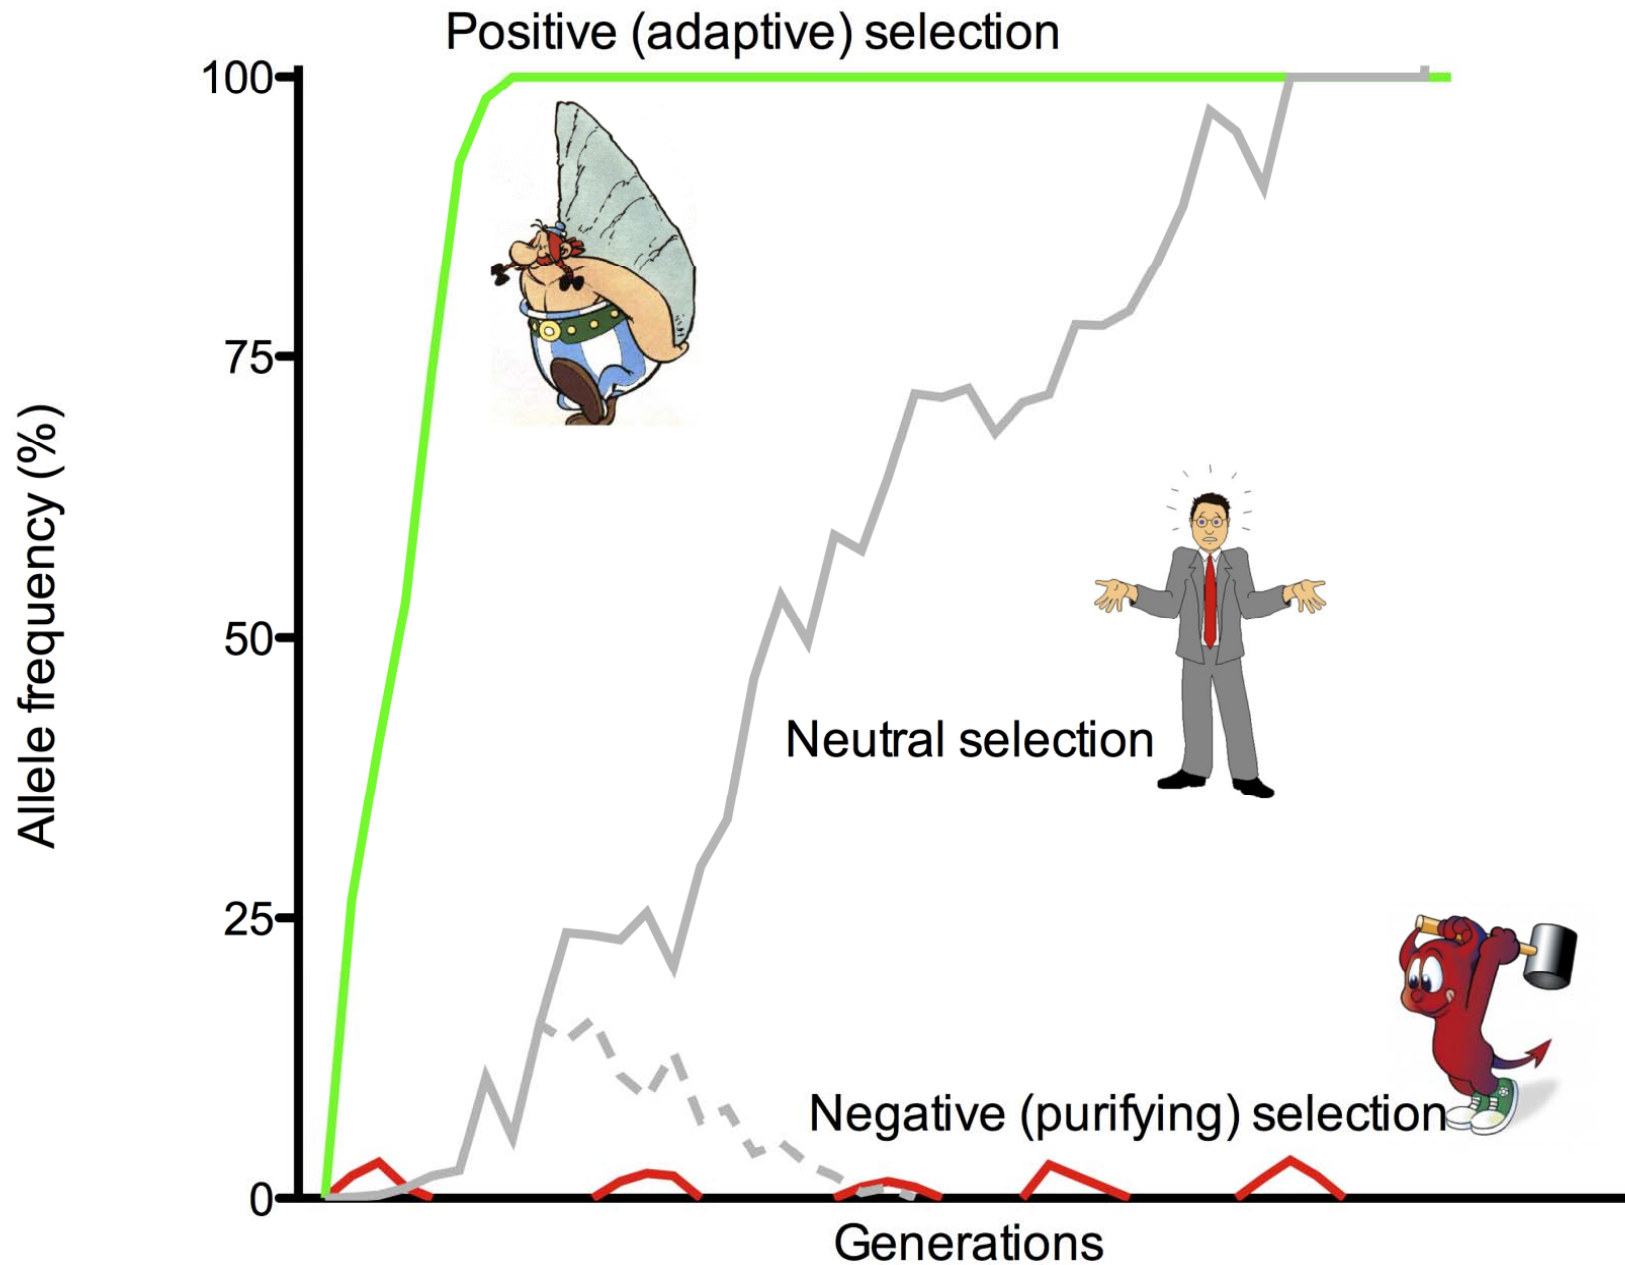 Positive (adaptive) selection
100
75
50
25
0
Allele frequency (%)
Neutral selection
Negative (purifying) selection
Generations